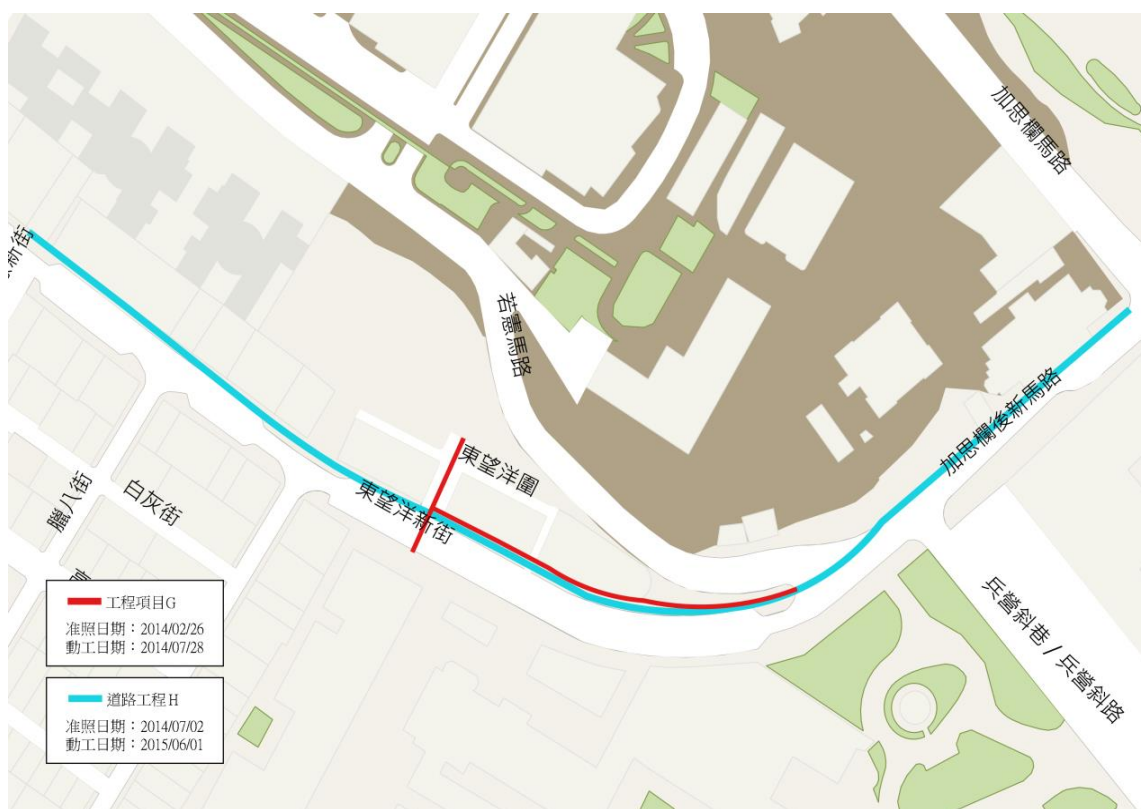 加思欄馬路
新街
若憲馬路
加思欄後新馬路
東望洋圍
東望洋新街
臘八街
白灰街
兵營斜巷 / 兵營斜路
工程項目G
准照日期：2014/02/26
動工日期：2014/07/28
道路工程H
准照日期：2014/07/02
動工日期：2015/06/01